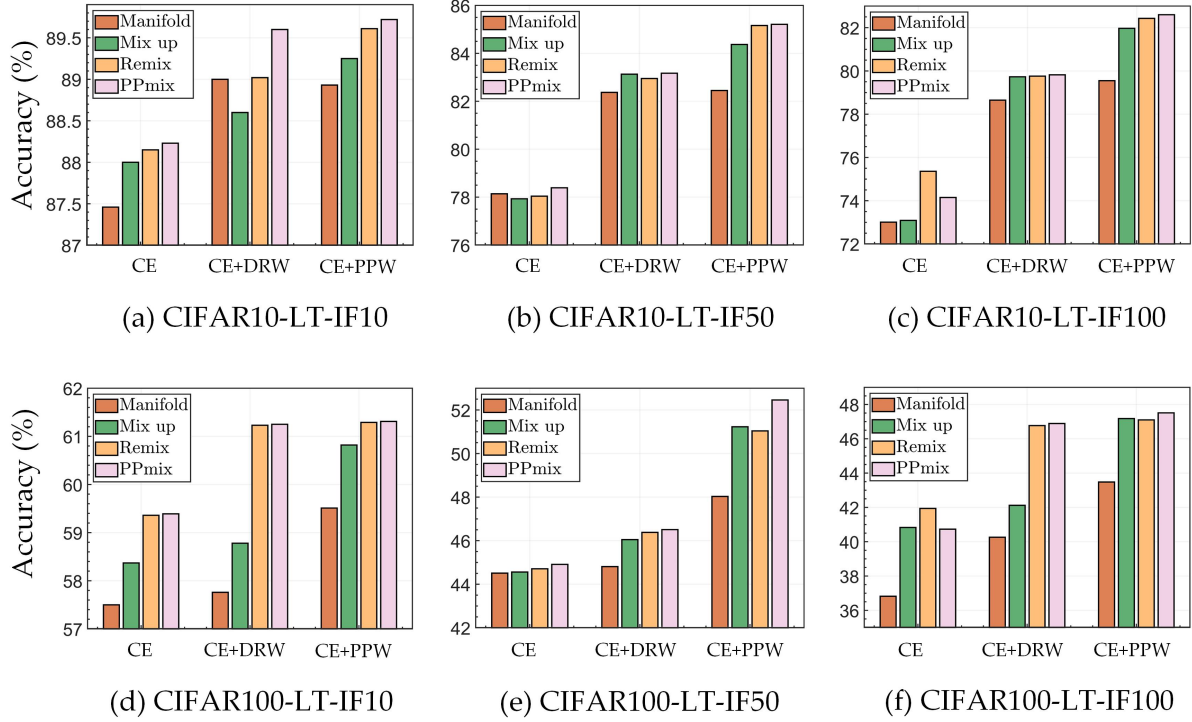 Accuracy (%)
89.5
89
88.5
88
87.5
87
Manifold
Mix up
Remix
PPmix
CE
CE+DRW
CE+PPW
(a) CIFAR10-LT-IF10
86
84
82
80
78
76
Manifold
Mix up
Remix
PPmix
CE
CE+DRW
CE+PPW
(b) CIFAR10-LT-IF50
82
80
78
76
74
72
Manifold
Mix up
Remix
PPmix
CE
CE+DRW
CE+PPW
(c) CIFAR10-LT-IF100
Accuracy (%)
62
61
60
59
58
57
Manifold
Mix up
Remix
PPmix
CE
CE+DRW
CE+PPW
(d) CIFAR100-LT-IF10
52
50
48
46
44
42
Manifold
Mix up
Remix
PPmix
CE
CE+DRW
CE+PPW
(e) CIFAR100-LT-IF50
48
46
44
42
40
38
36
Manifold
Mix up
Remix
PPmix
CE
CE+DRW
CE+PPW
(f) CIFAR100-LT-IF100